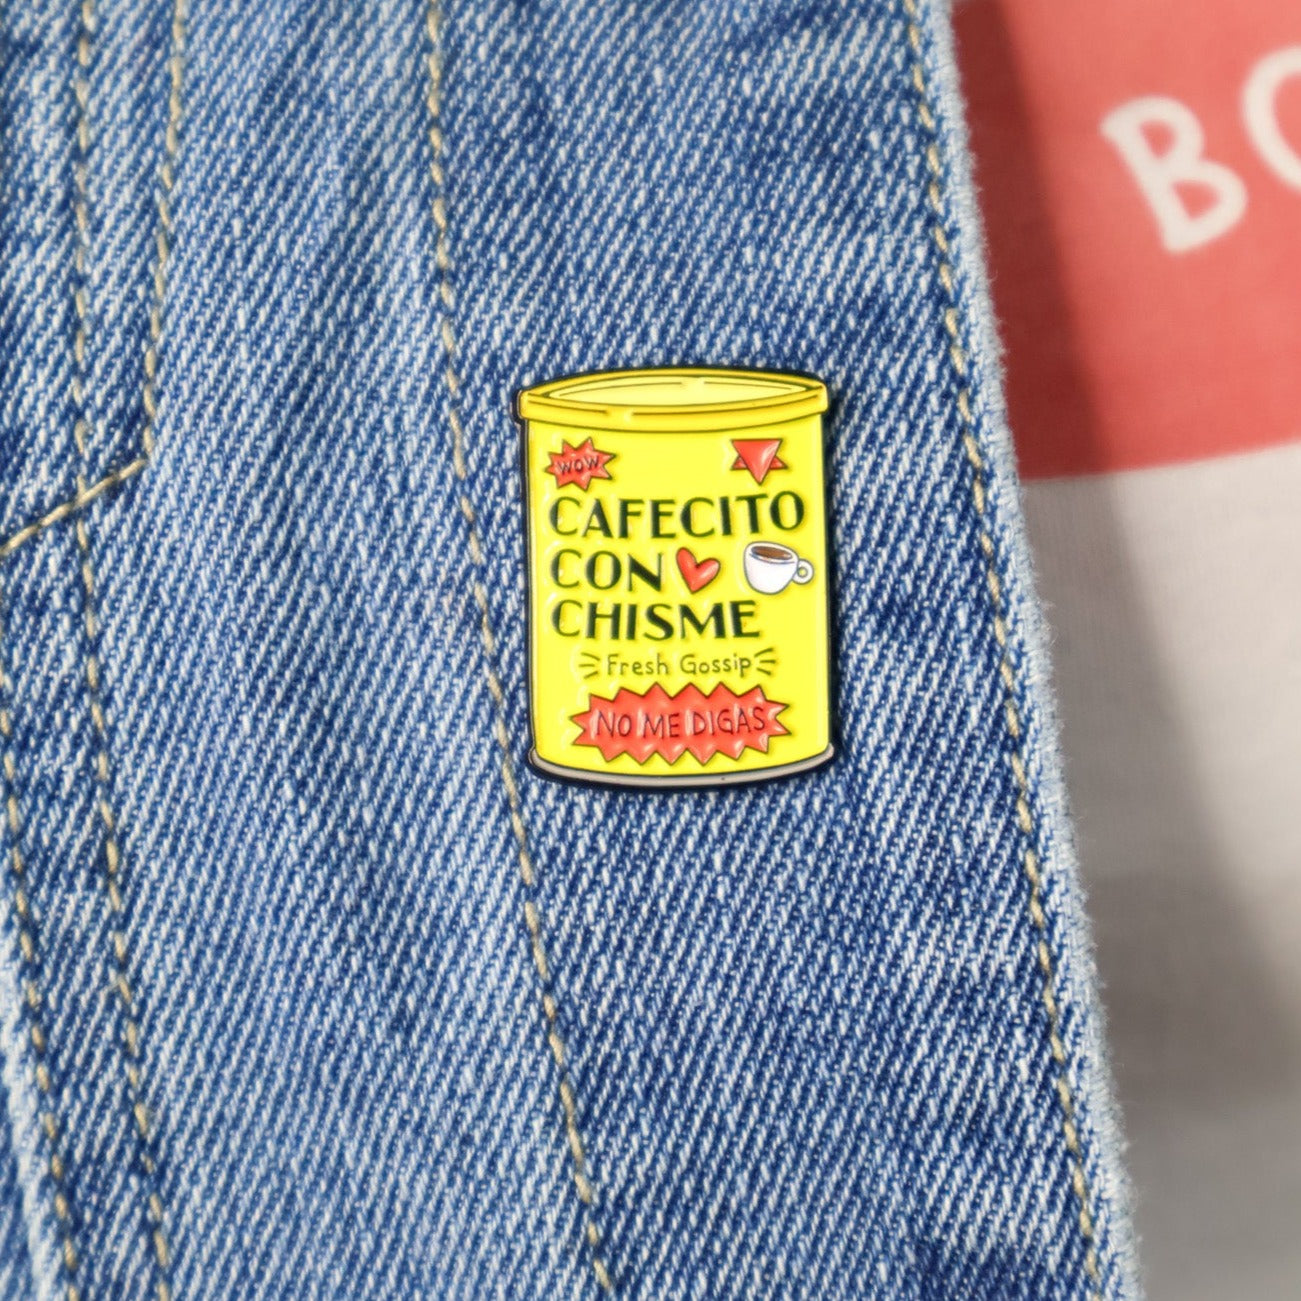 WOW
CAFECITO
CON
CHISME
Fresh Gossip
NO ME DIGAS